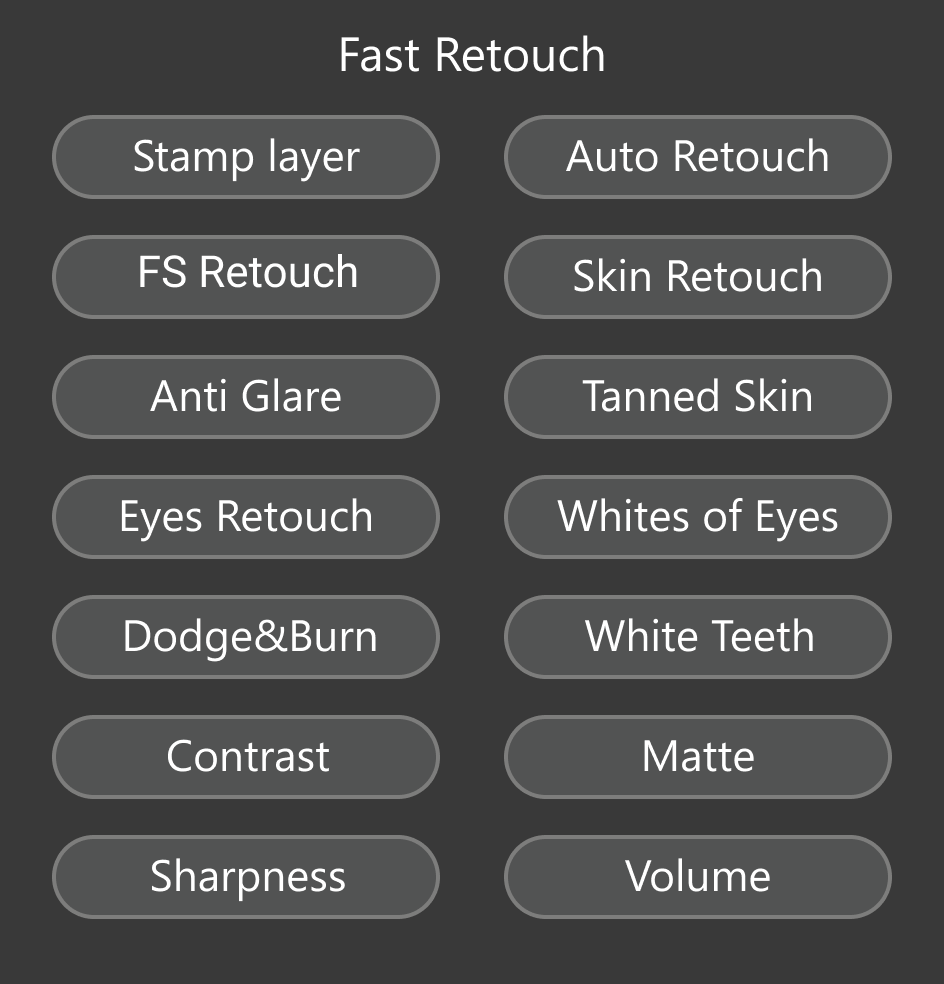 Fast Retouch
Stamp layer
Auto Retouch
FS Retouch
Skin Retouch
Anti Glare
Tanned Skin
Eyes Retouch
Whites of Eyes
Dodge&Burn
White Teeth
Contrast
Matte
Sharpness
Volume